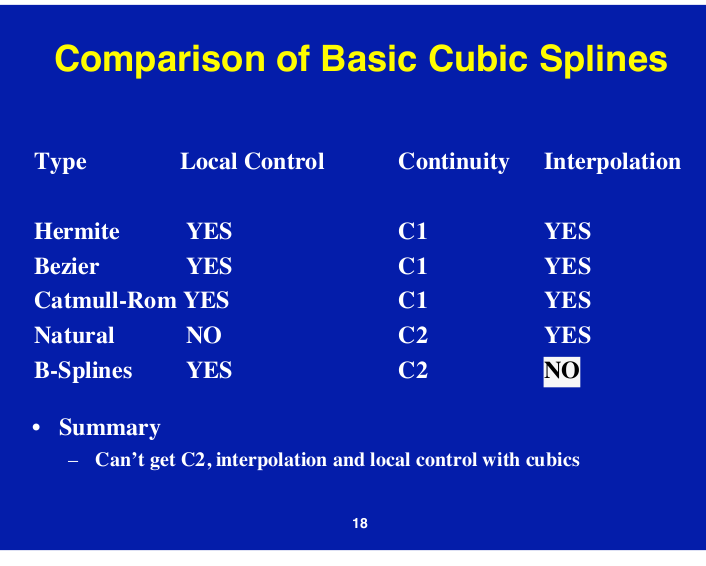 Comparison of Basic Cubic Splines
Type Local Control Continuity Interpolation
Hermite YES C1 YES
Bezier YES C1 YES
Catmull-Rom YES C1 YES
Natural NO C2 YES
B-Splines YES C2 NO
• Summary
– Can't get C2, interpolation and local control with cubics
18